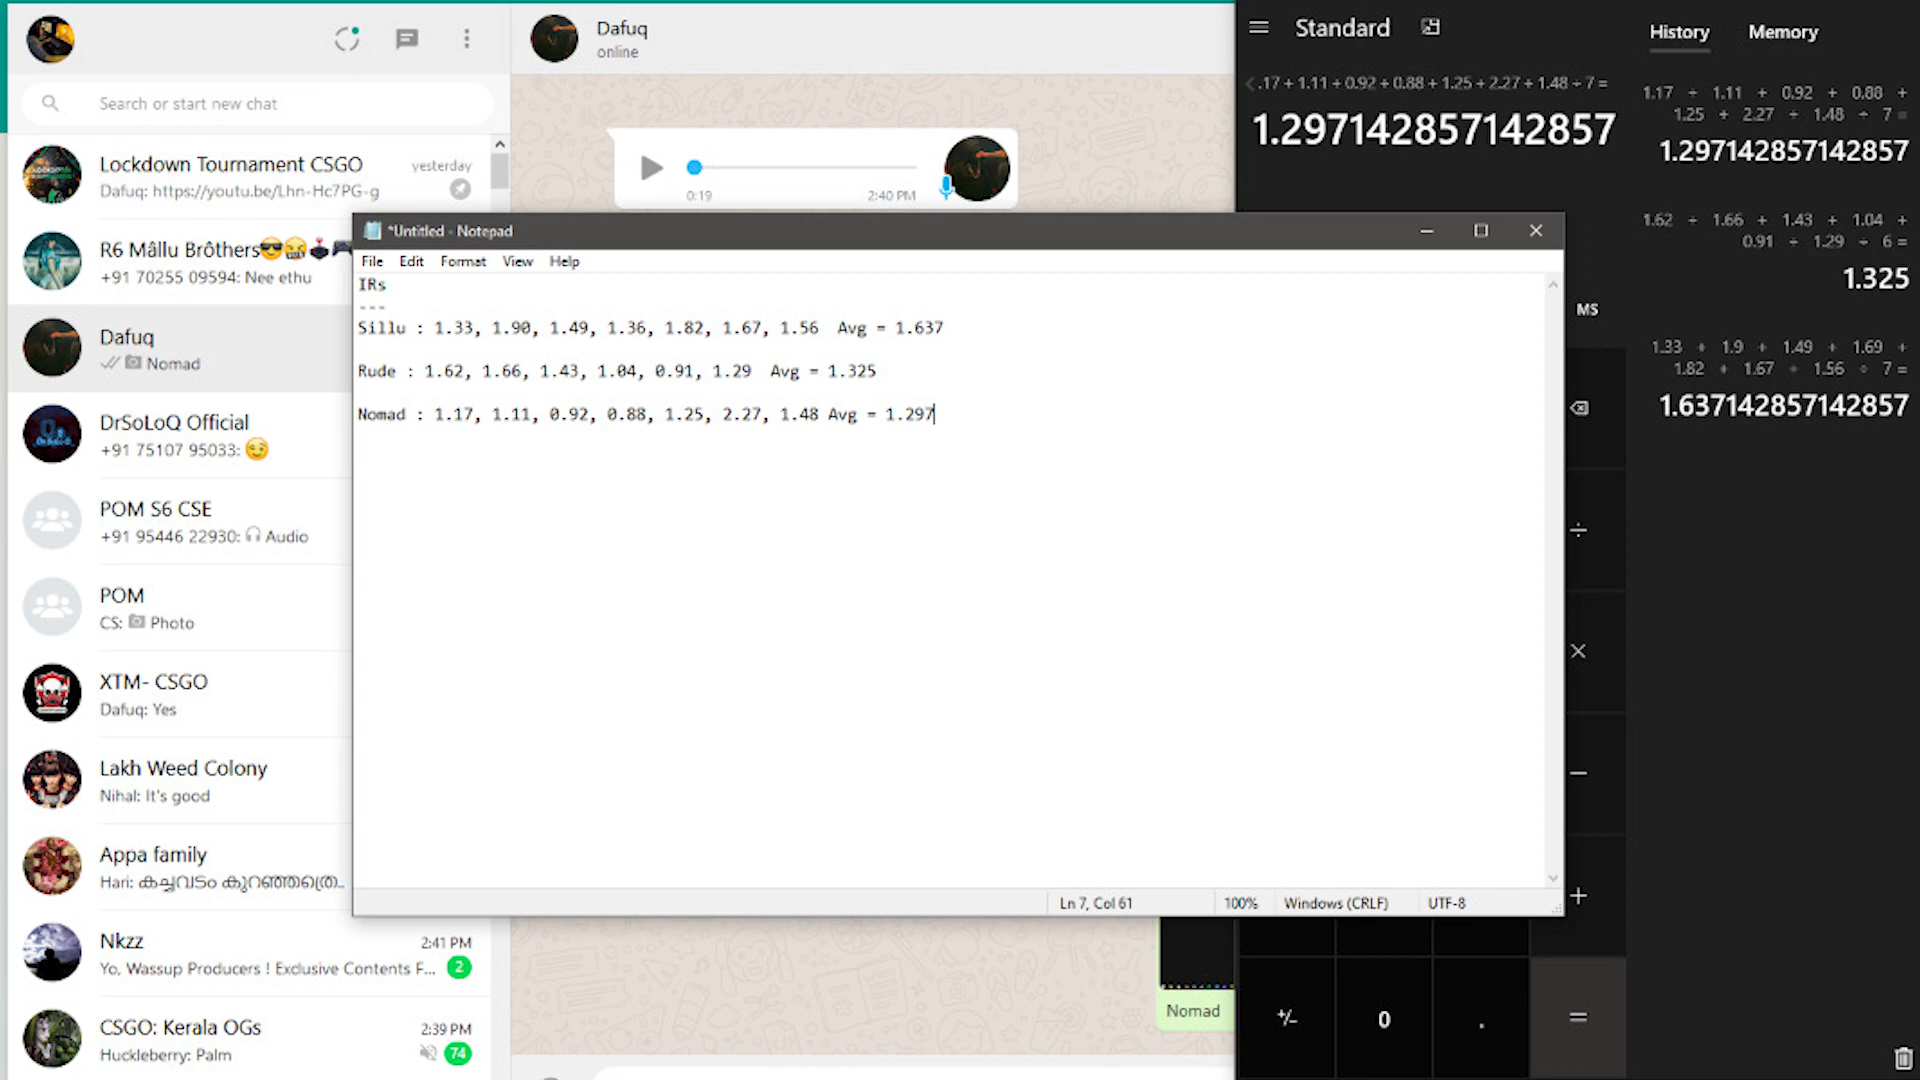 Search or start new chat
Lockdown Tournament CSGO
yesterday
Dafuq: https://youtu.be/Lhn-Hc7PG-g
R6 Mâllu Brôthers😎🤬🕹🎮
+91 70255 09594: Nee ethu
Dafuq
Nomad
DrSoLoQ Official
+91 75107 95033: 😉
POM S6 CSE
+91 95446 22930: Audio
POM
CS: Photo
XTM- CSGO
Dafuq: Yes
Lakh Weed Colony
Nihal: It's good
Appa family
Hari: കച്ചവടം കുറഞ്ഞത്രെ...
Nkzz
2:41 PM
Yo, Wassup Producers ! Exclusive Contents F...
2
CSGO: Kerala OGs
2:39 PM
Huckleberry: Palm
74
Dafuq
online
0:19
2:40 PM
Nomad
*Untitled - Notepad
File Edit Format View Help
IRs
---
Sillu : 1.33, 1.90, 1.49, 1.36, 1.82, 1.67, 1.56  Avg = 1.637
Rude : 1.62, 1.66, 1.43, 1.04, 0.91, 1.29  Avg = 1.325
Nomad : 1.17, 1.11, 0.92, 0.88, 1.25, 2.27, 1.48 Avg = 1.297
Ln 7, Col 61
100%
Windows (CRLF)
UTF-8
Standard
.17 + 1.11 + 0.92 + 0.88 + 1.25 + 2.27 + 1.48 ÷ 7 =
1.297142857142857
MS
÷
×
−
+
+/−
0
.
=
History
Memory
1.17 + 1.11 + 0.92 + 0.88 +
1.25 + 2.27 + 1.48 ÷ 7 =
1.297142857142857
1.62 + 1.66 + 1.43 + 1.04 +
0.91 + 1.29 ÷ 6 =
1.325
1.33 + 1.9 + 1.49 + 1.69 +
1.82 + 1.67 + 1.56 ÷ 7 =
1.637142857142857